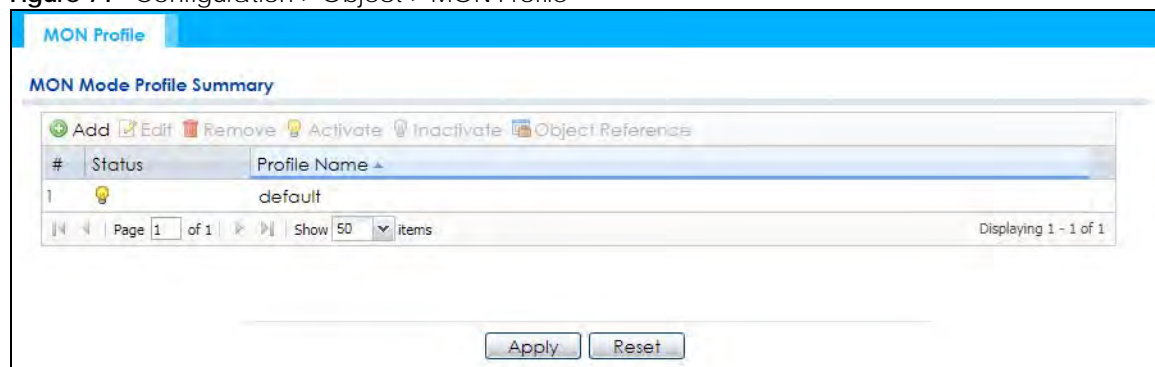 MON Profile
MON Mode Profile Summary
Add Edit Remove Activate Inactivate Object Reference
# Status Profile Name
1 default
Page 1 of 1 Show 50 items Displaying 1 - 1 of 1
Apply Reset